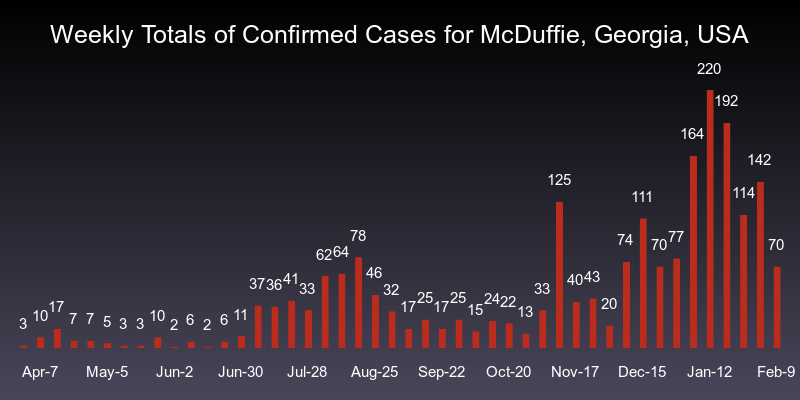 Weekly Totals of Confirmed Cases for McDuffie, Georgia, USA
3 10 17 7 7 5 3 3 10 2 6 2 6 11 37 36 41 33 62 64 78 46 32 17 25 17 25 15 24 22 13 33 125 40 43 20 74 111 70 77 164 220 192 114 142 70
Apr-7 May-5 Jun-2 Jun-30 Jul-28 Aug-25 Sep-22 Oct-20 Nov-17 Dec-15 Jan-12 Feb-9